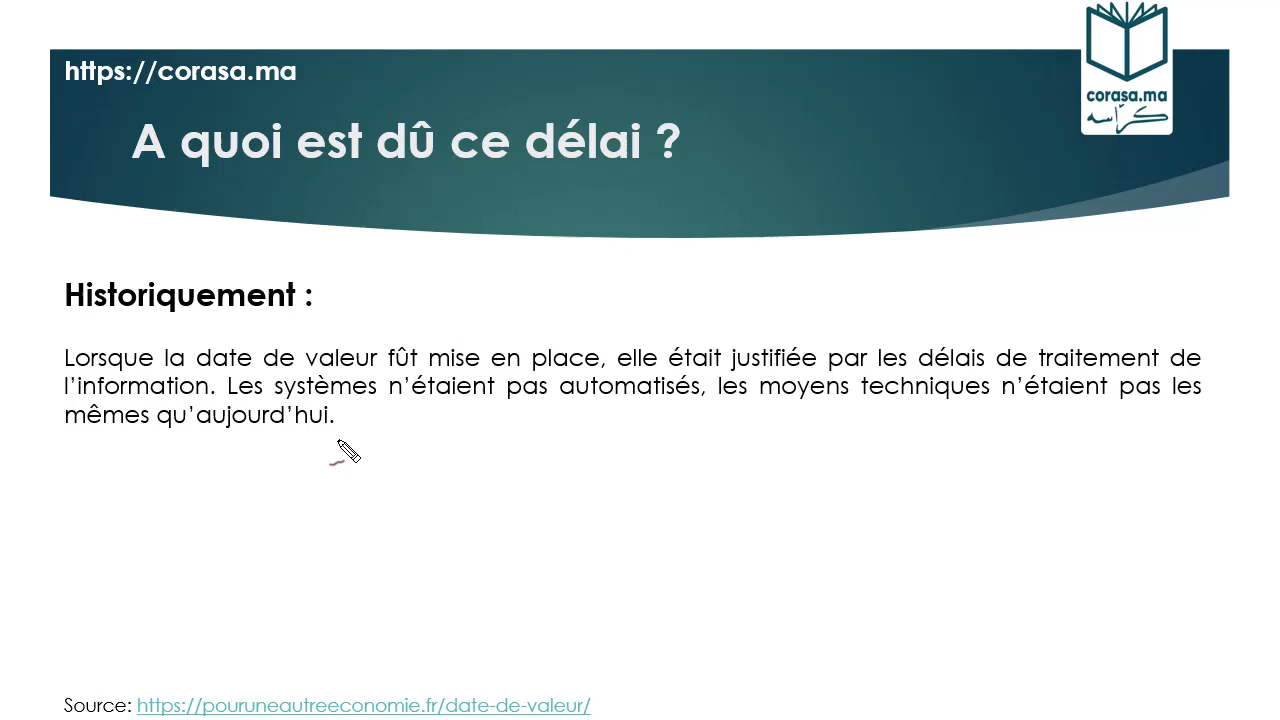 https://corasa.ma
corasa.ma
كرّاسة
A quoi est dû ce délai ?
Historiquement :
Lorsque la date de valeur fût mise en place, elle était justifiée par les délais de traitement de
l’information. Les systèmes n’étaient pas automatisés, les moyens techniques n’étaient pas les
mêmes qu’aujourd’hui.
Source: https://pouruneautreeconomie.fr/date-de-valeur/